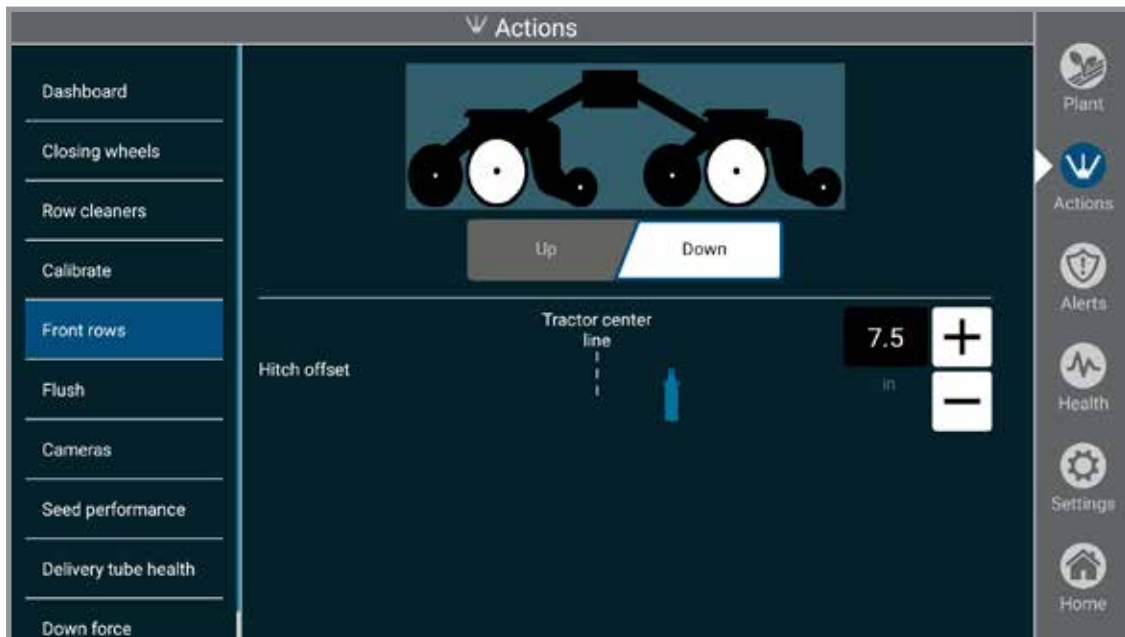 Actions
Dashboard
Closing wheels
Row cleaners
Calibrate
Front rows
Flush
Cameras
Seed performance
Delivery tube health
Down force
Up
Down
Tractor center
line
Hitch offset
7.5
in
Plant
Actions
Alerts
Health
Settings
Home